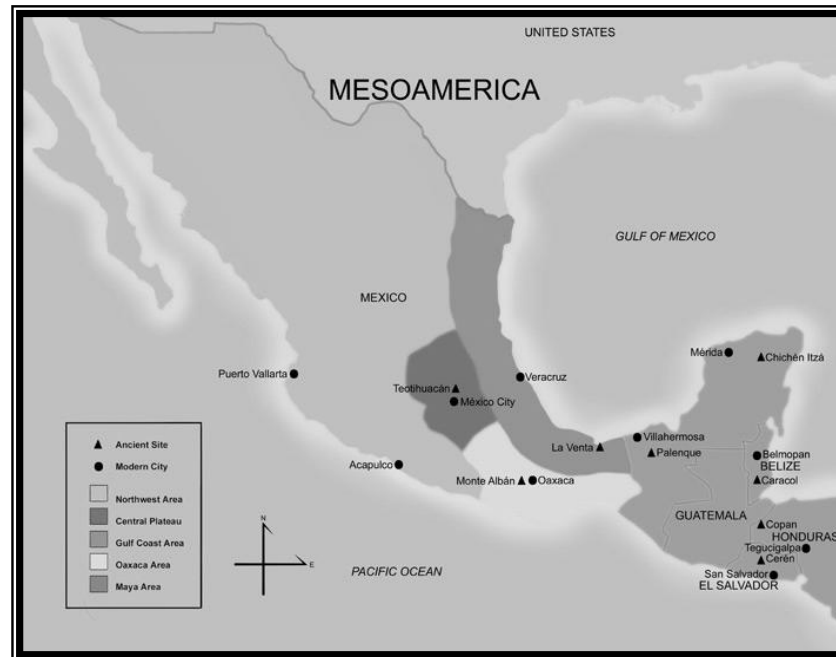 UNITED STATES
MESOAMERICA
GULF OF MEXICO
MEXICO
Mérida
Chichén Itzá
Puerto Vallarta
Veracruz
Teotihuacán
México City
Villahermosa
La Venta
Palenque
Belmopan
BELIZE
Acapulco
Monte Albán
Oaxaca
Caracol
GUATEMALA
Copan
HONDURAS
Tegucigalpa
Cerén
San Salvador
EL SALVADOR
PACIFIC OCEAN
N
E
Ancient Site
Modern City
Northwest Area
Central Plateau
Gulf Coast Area
Oaxaca Area
Maya Area